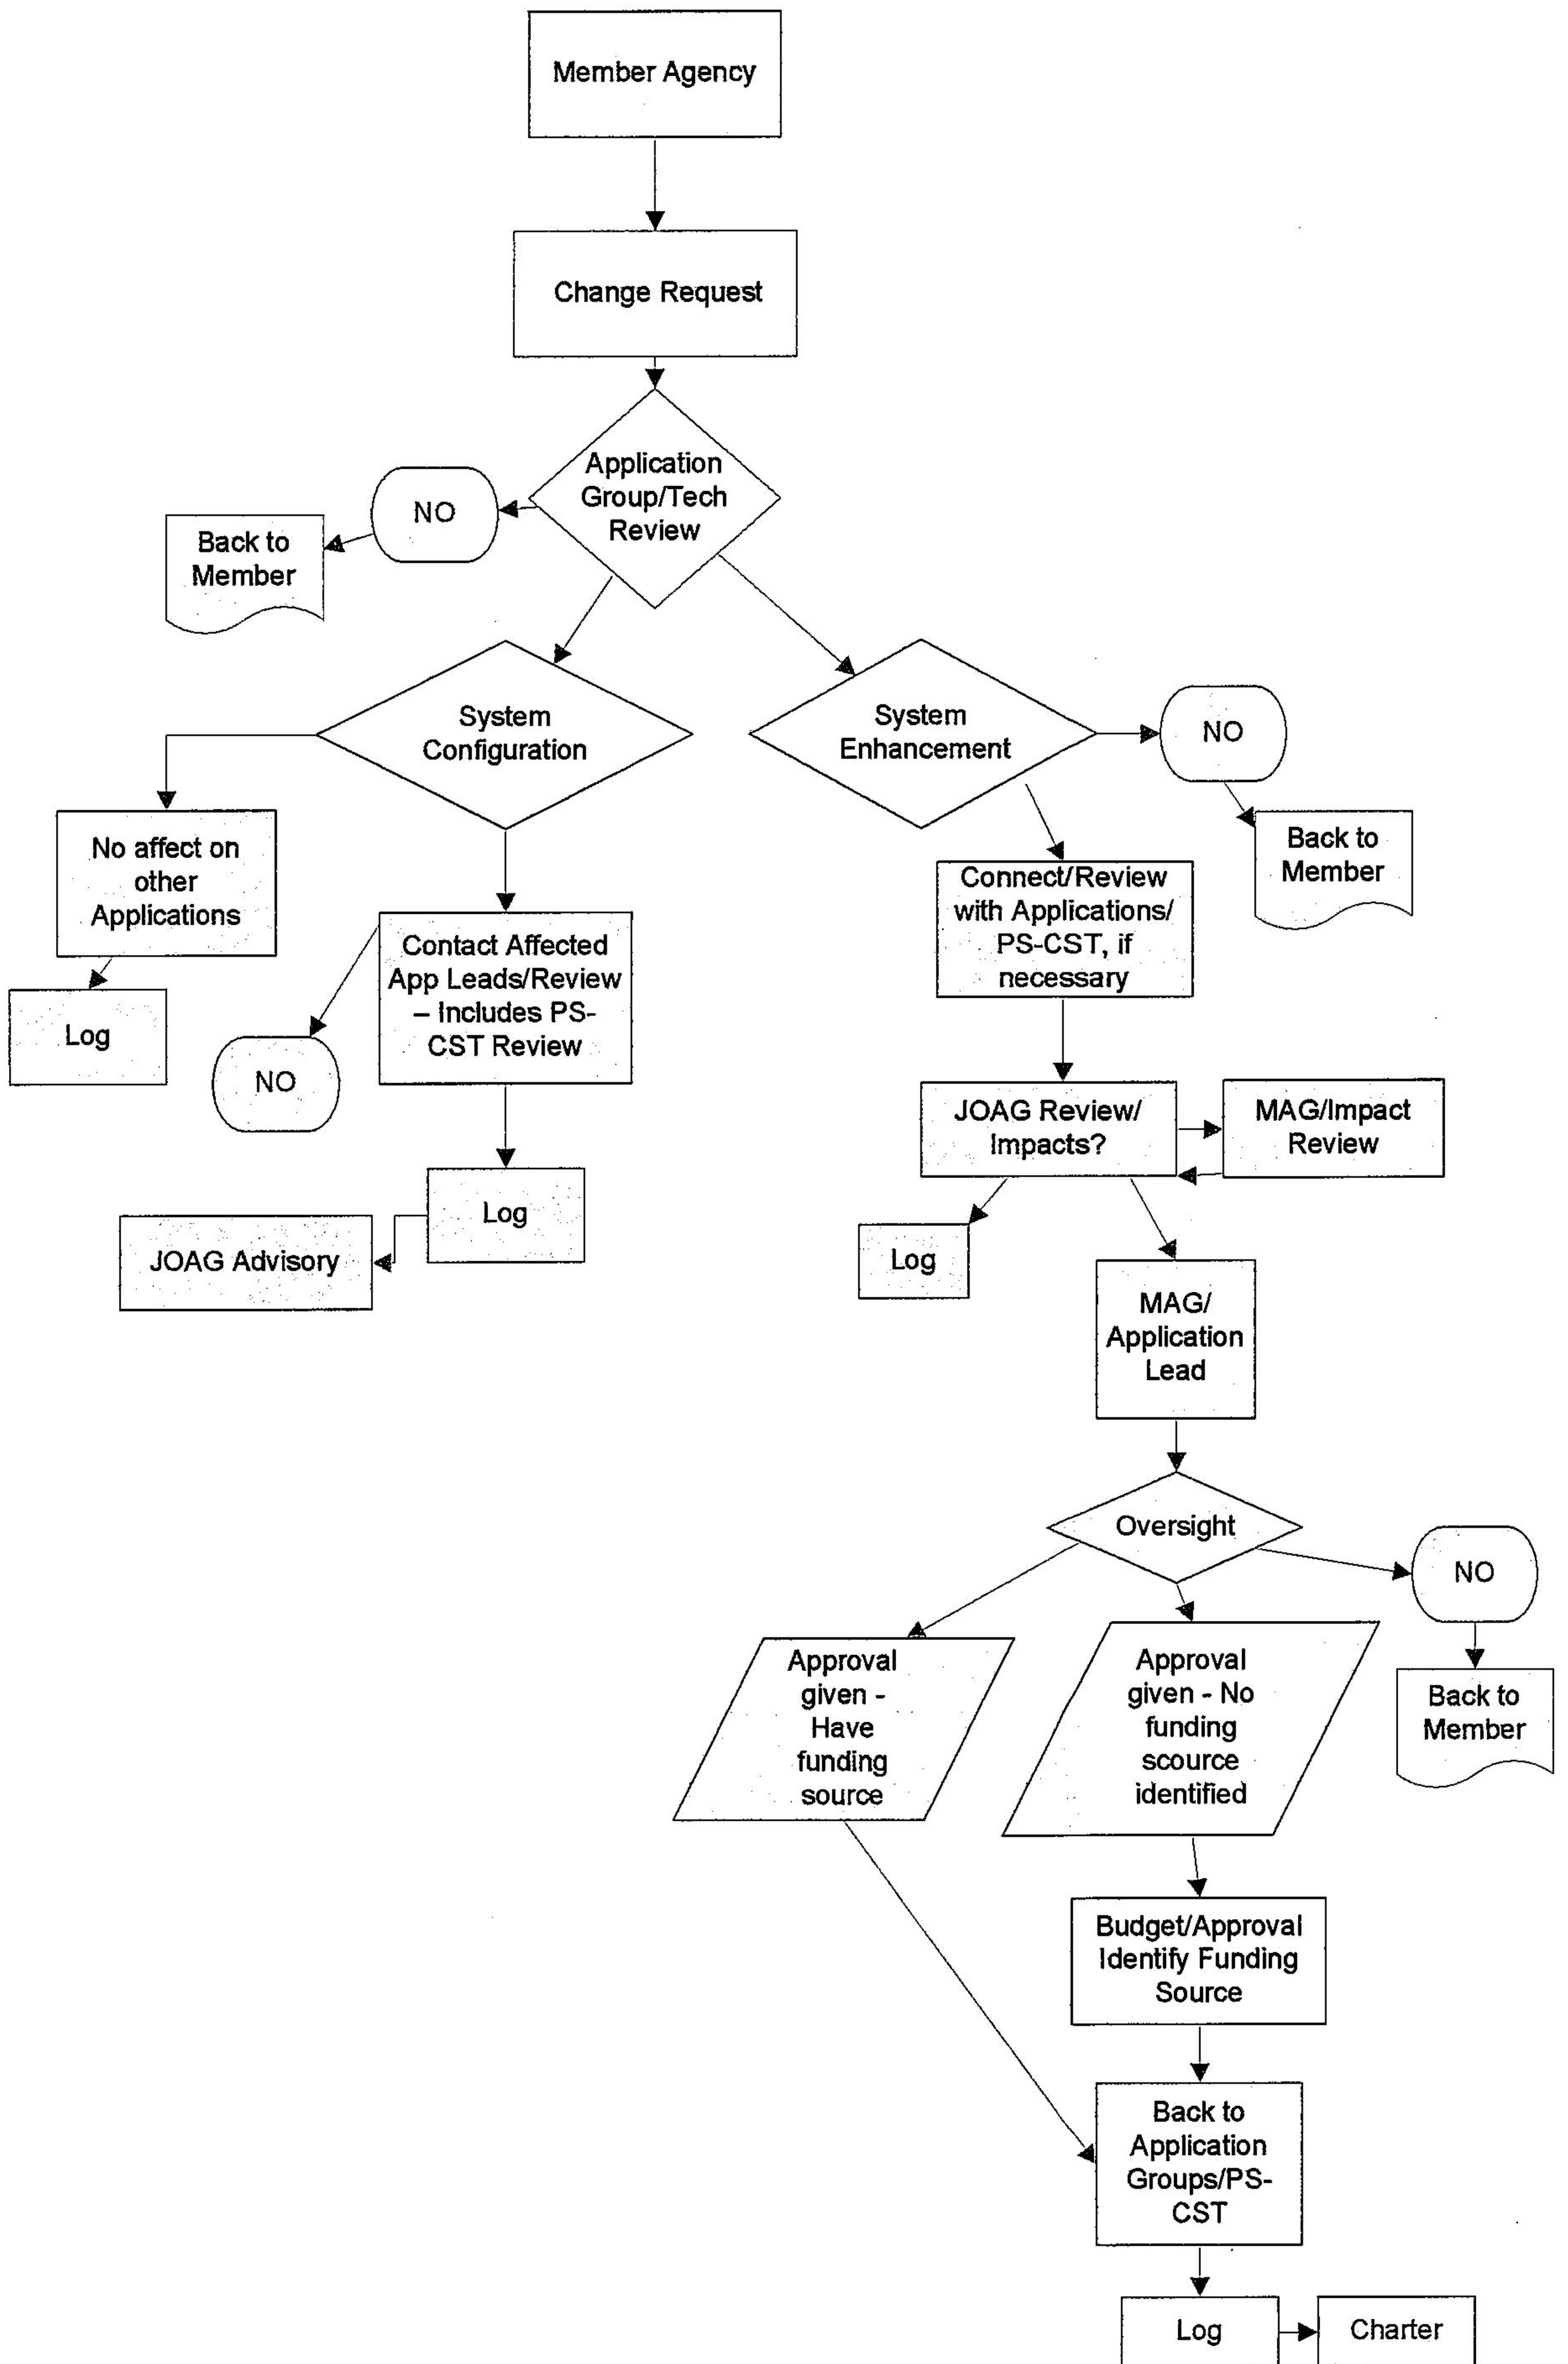 Member Agency
Change Request
Application
Group/Tech
Review
NO
Back to
Member
System
Configuration
System
Enhancement
NO
Back to
Member
No affect on
other
Applications
Log
Contact Affected
App Leads/Review
– Includes PS-
CST Review
NO
Log
JOAG Advisory
Connect/Review
with Applications/
PS-CST, if
necessary
JOAG Review/
Impacts?
MAG/Impact
Review
Log
MAG/
Application
Lead
Oversight
NO
Back to
Member
Approval
given -
Have
funding
source
Approval
given - No
funding
scource
identified
Budget/Approval
Identify Funding
Source
Back to
Application
Groups/PS-
CST
Log
Charter